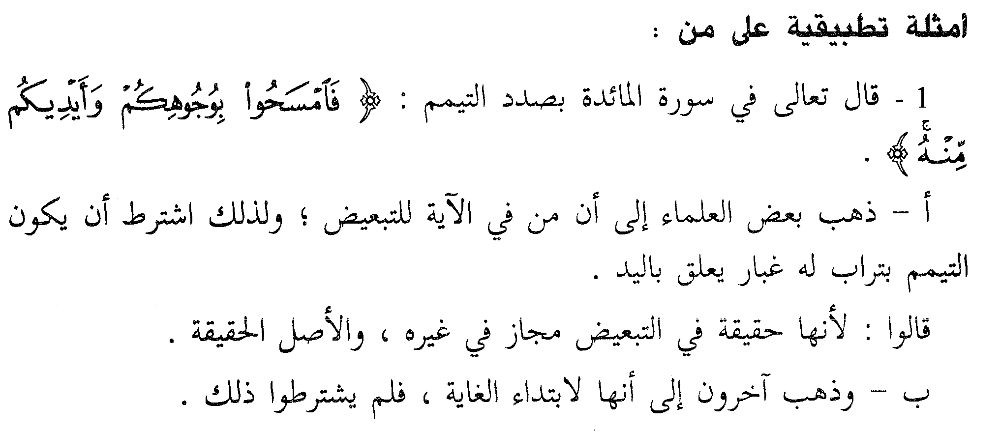 أمثلة تطبيقية على من :
1 - قال تعالى في سورة المائدة بصدد التيمم : ﴿ فَٱمْسَحُوا۟ بِوُجُوهِكُمْ وَأَيْدِيكُم
مِّنْهُ ۚ ﴾ .
أ – ذهب بعض العلماء إلى أن من في الآية للتبعيض ؛ ولذلك اشترط أن يكون
التيمم بتراب له غبار يعلق باليد .
قالوا : لأنها حقيقة في التبعيض مجاز في غيره ، والأصل الحقيقة .
ب – وذهب آخرون إلى أنها لابتداء الغاية ، فلم يشترطوا ذلك .